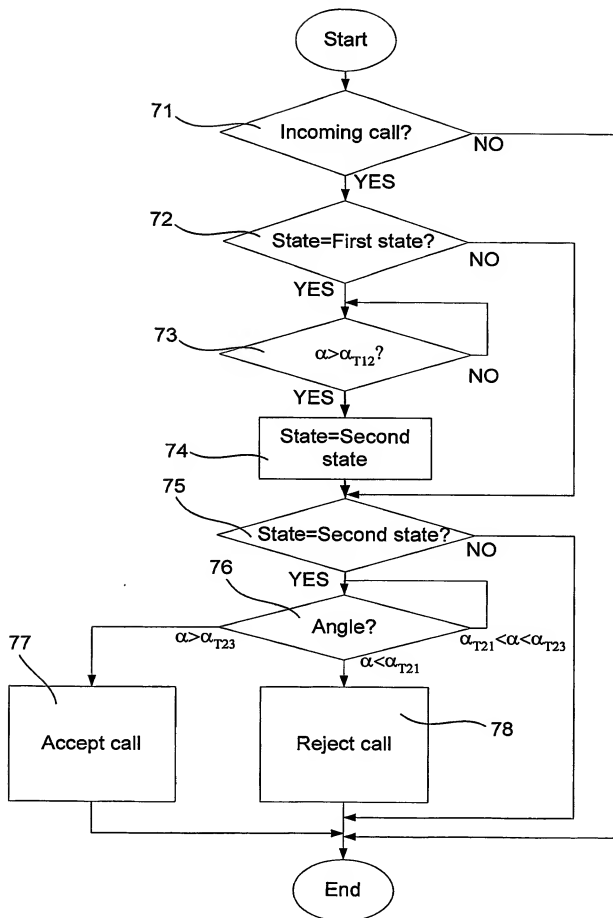 Start
71
Incoming call?
NO
YES
72
State=First state?
NO
YES
73
α>αT12?
NO
YES
State=Second
state
74
75
State=Second state?
NO
YES
76
Angle?
α>αT23
αT21<α<αT23
α<αT21
77
Accept call
Reject call
78
End